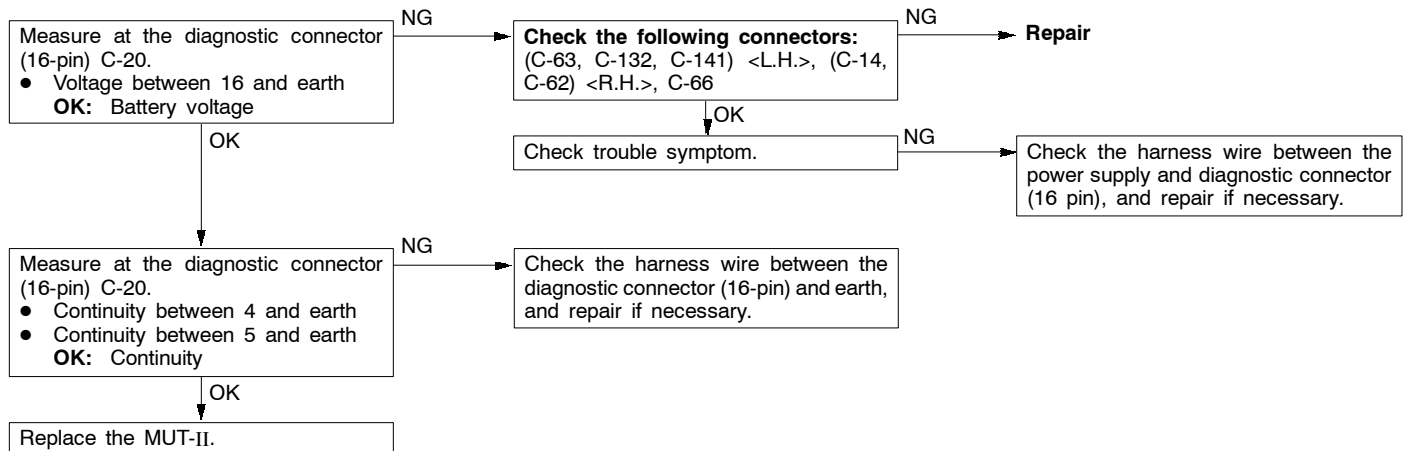 NG
Measure at the diagnostic connector
(16-pin) C-20.
● Voltage between 16 and earth
OK: Battery voltage
Check the following connectors:
(C-63, C-132, C-141) <L.H.>, (C-14,
C-62) <R.H.>, C-66
NG
Repair
OK
OK
Check trouble symptom.
NG
Check the harness wire between the
power supply and diagnostic connector
(16 pin), and repair if necessary.
Measure at the diagnostic connector
(16-pin) C-20.
● Continuity between 4 and earth
● Continuity between 5 and earth
OK: Continuity
NG
Check the harness wire between the
diagnostic connector (16-pin) and earth,
and repair if necessary.
OK
Replace the MUT-II.